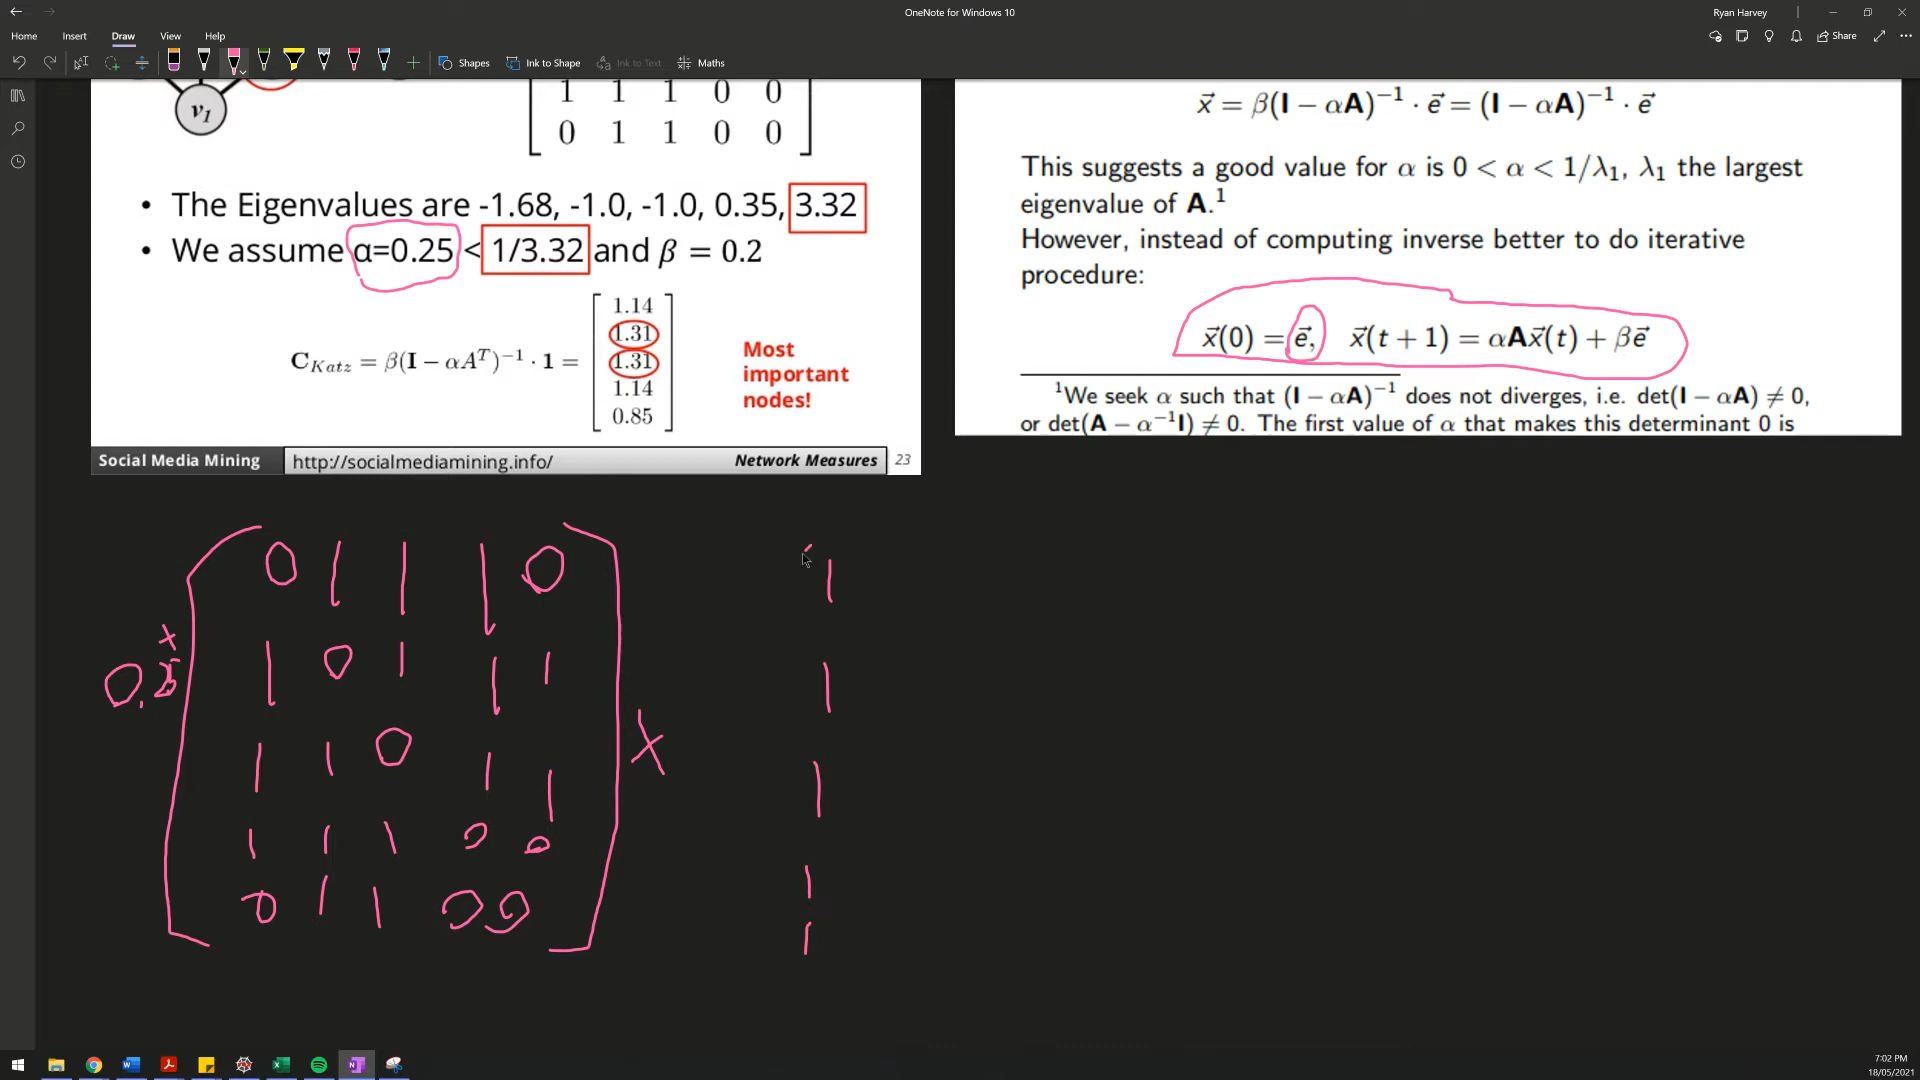 OneNote for Windows 10
Ryan Harvey
Home Insert Draw View Help
Share
Shapes Ink to Shape Ink to Text Maths
v1
1 1 1 0 0
0 1 1 0 0
• The Eigenvalues are -1.68, -1.0, -1.0, 0.35, 3.32
• We assume α=0.25 < 1/3.32 and β = 0.2
C_Katz = β(I − αA^T)^−1 · 1 =
1.14
1.31
1.31
1.14
0.85
Most
important
nodes!
Social Media Mining http://socialmediamining.info/ Network Measures 23
x⃗ = β(I − αA)^−1 · e⃗ = (I − αA)^−1 · e⃗
This suggests a good value for α is 0 < α < 1/λ₁, λ₁ the largest
eigenvalue of A.¹
However, instead of computing inverse better to do iterative
procedure:
x⃗(0) = e⃗, x⃗(t + 1) = αAx⃗(t) + βe⃗
¹We seek α such that (I − αA)^−1 does not diverges, i.e. det(I − αA) ≠ 0,
or det(A − α^−1I) ≠ 0. The first value of α that makes this determinant 0 is
0 1 1 1 0 1
1 0 1 1 1 1
0.25 x
x
1 1 0 1 1 1
1 1 1 0 0 1
0 1 1 0 0 1
7:02 PM
18/05/2021